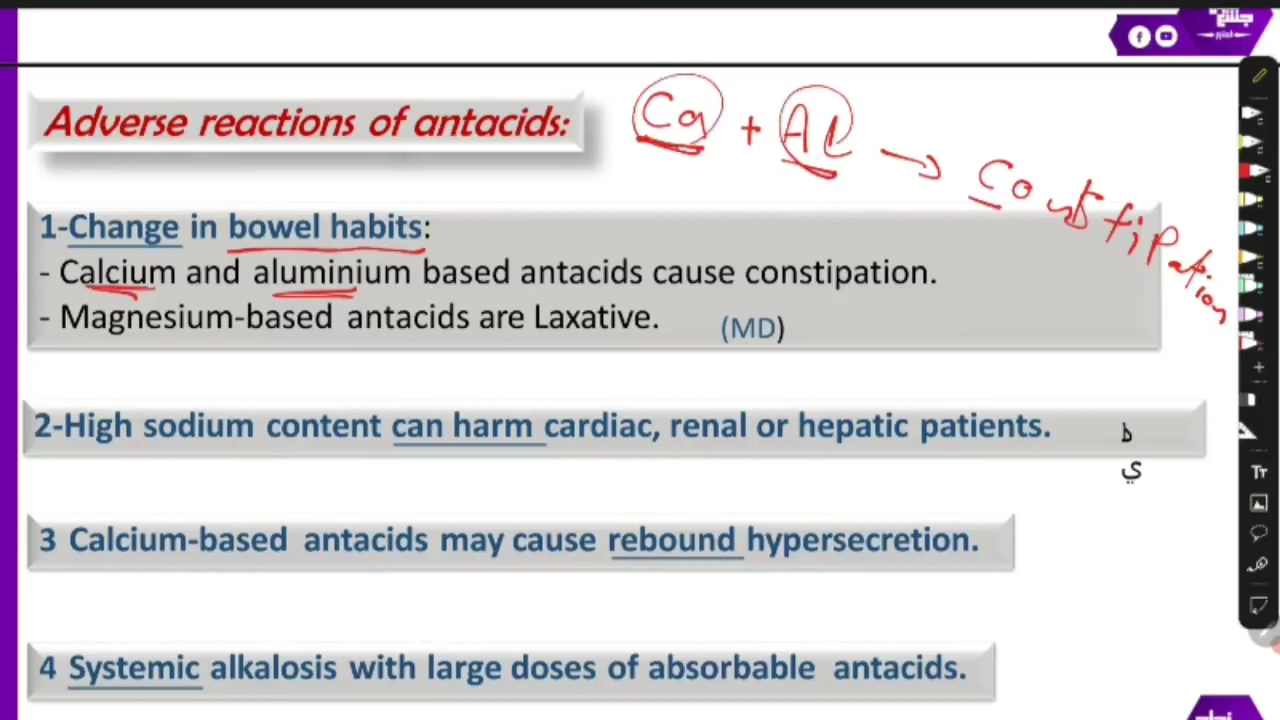 Adverse reactions of antacids:
Ca + Al → Constipation
1-Change in bowel habits:
- Calcium and aluminium based antacids cause constipation.
- Magnesium-based antacids are Laxative. (MD)
2-High sodium content can harm cardiac, renal or hepatic patients.
ي
3 Calcium-based antacids may cause rebound hypersecretion.
4 Systemic alkalosis with large doses of absorbable antacids.
Tт